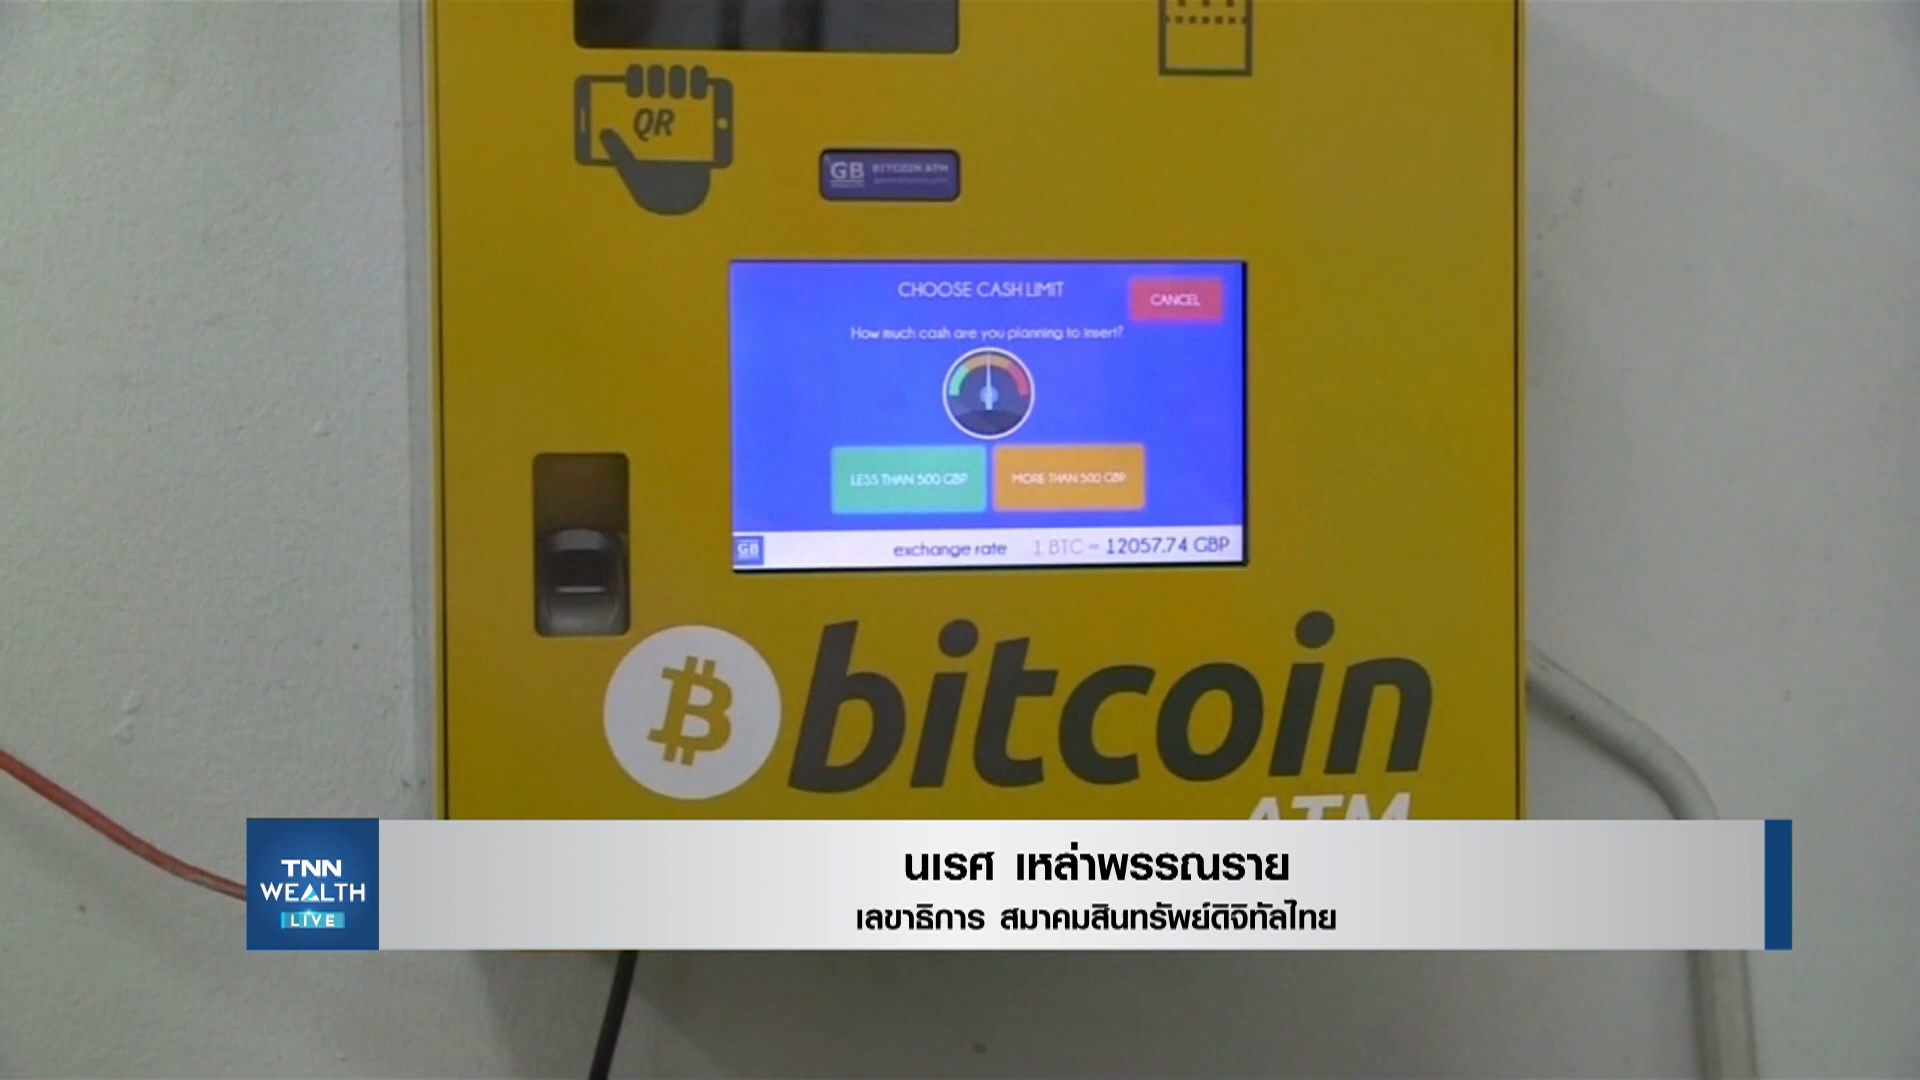 QR
GB BITCOIN ATM
CHOOSE CASH LIMIT
CANCEL
How much cash are you planning to insert?
LESS THAN 500 GBP
MORE THAN 500 GBP
GB
exchange rate 1 BTC = 12057.74 GBP
bitcoin
ATM
TNN
WEALTH
LIVE
นเรศ เหล่าพรรณราย
เลขาธิการ สมาคมสินทรัพย์ดิจิทัลไทย